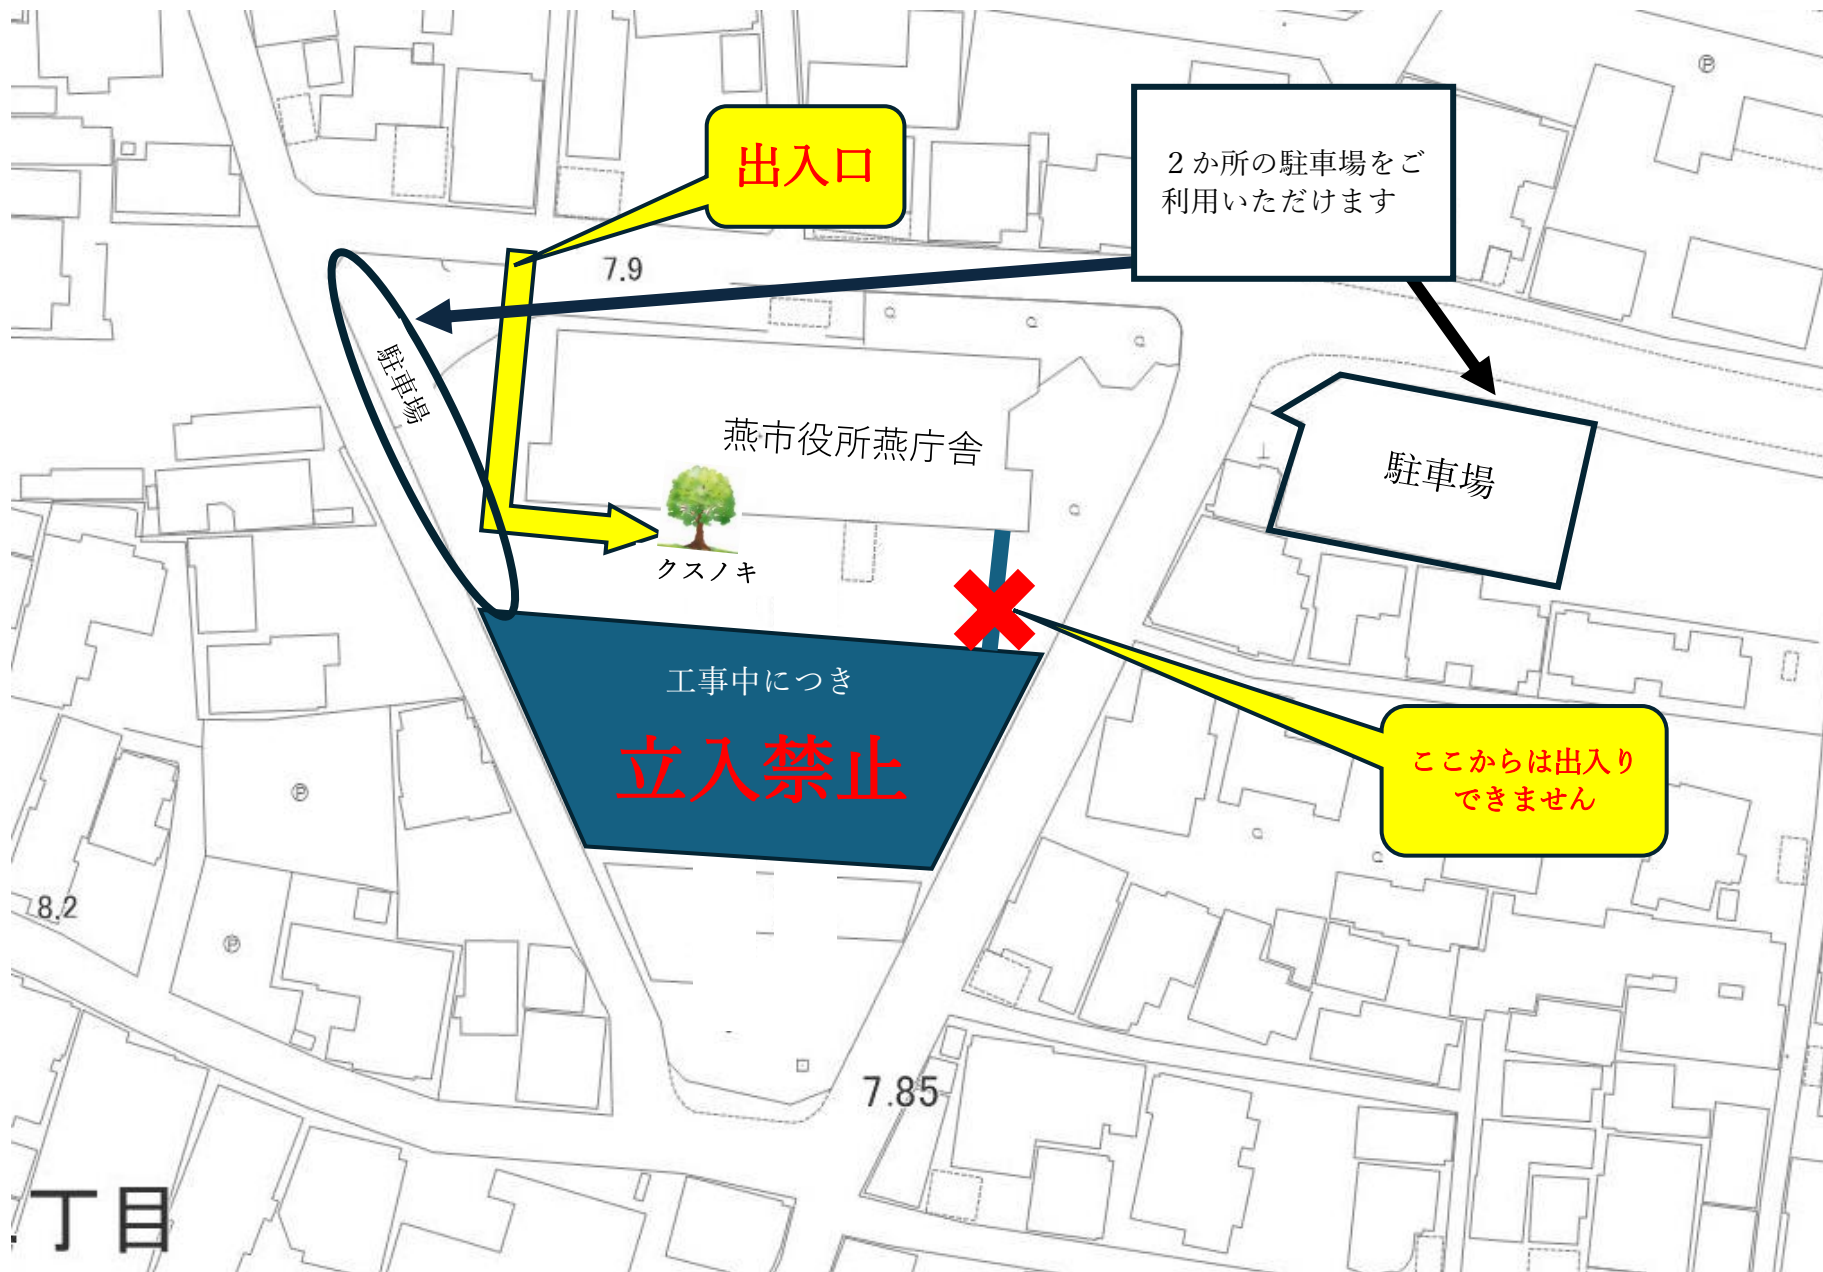 出入口
２か所の駐車場をご
利用いただけます
7.9
駐車場
燕市役所燕庁舎
駐車場
クスノキ
工事中につき
立入禁止
ここからは出入り
できません
8.2
7.85
丁目
Ⓟ
Ⓟ
Ⓟ